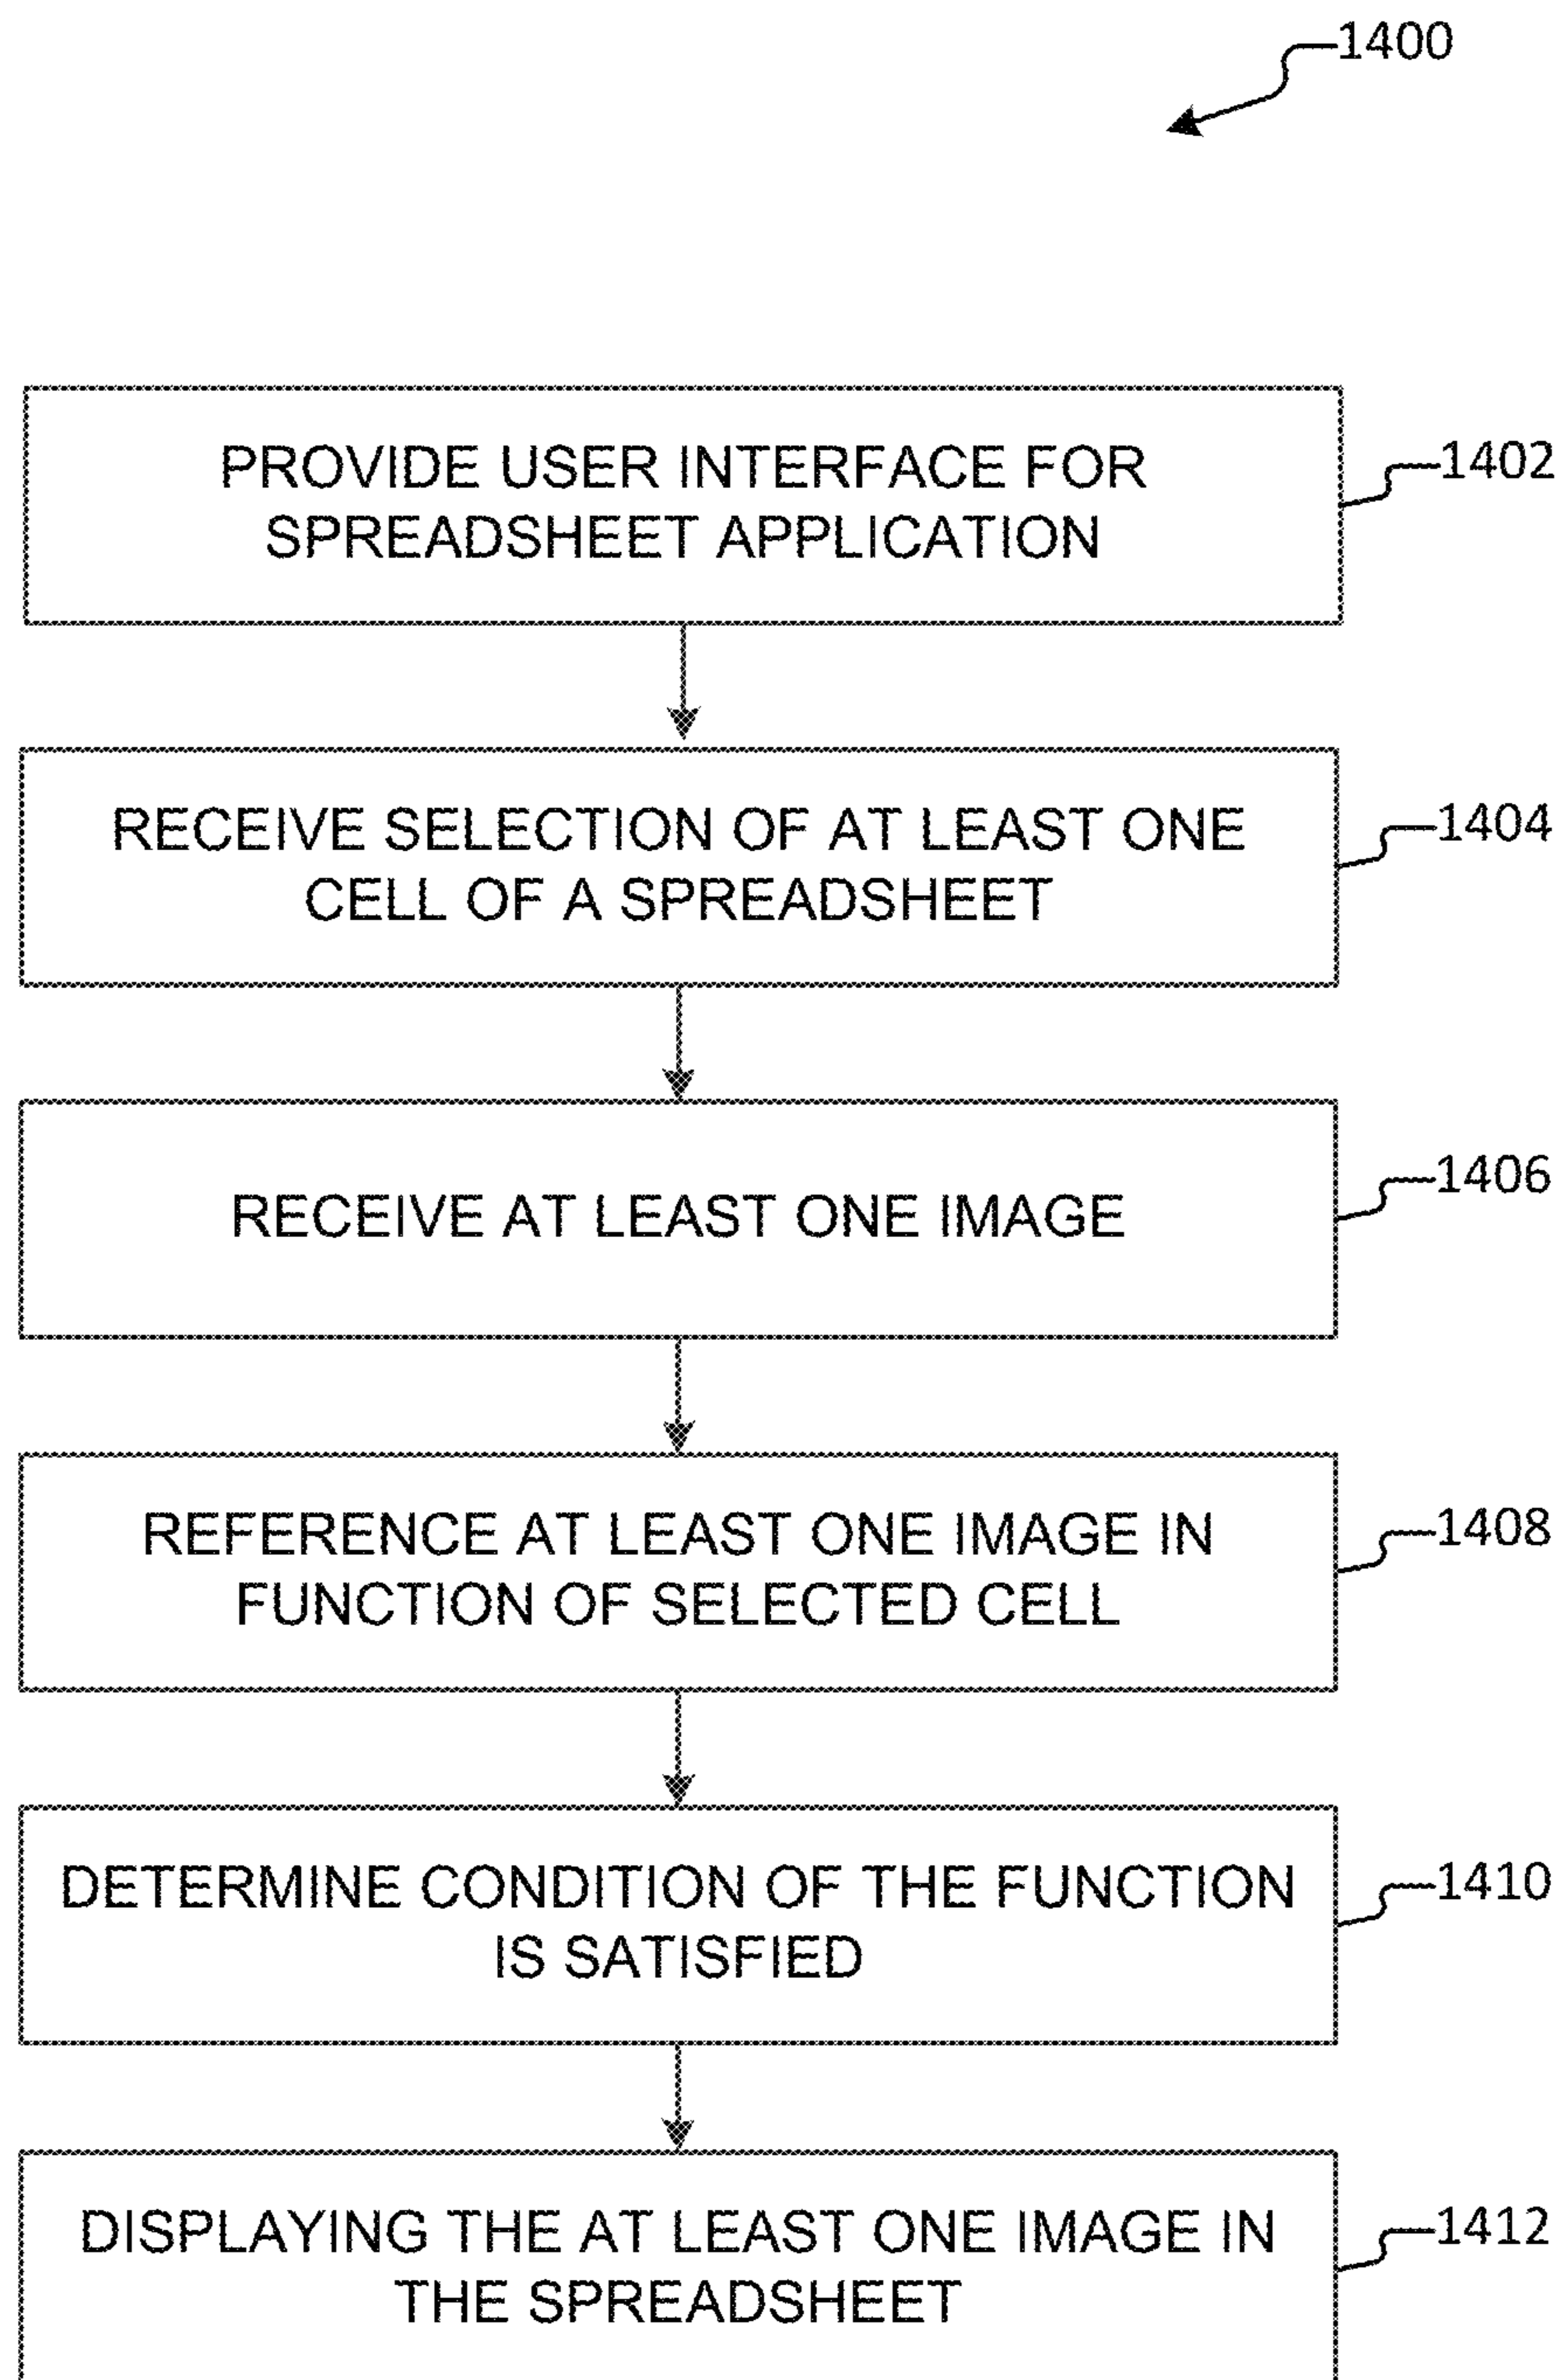 1400
PROVIDE USER INTERFACE FOR
SPREADSHEET APPLICATION
1402
RECEIVE SELECTION OF AT LEAST ONE
CELL OF A SPREADSHEET
1404
RECEIVE AT LEAST ONE IMAGE
1406
REFERENCE AT LEAST ONE IMAGE IN
FUNCTION OF SELECTED CELL
1408
DETERMINE CONDITION OF THE FUNCTION
IS SATISFIED
1410
DISPLAYING THE AT LEAST ONE IMAGE IN
THE SPREADSHEET
1412